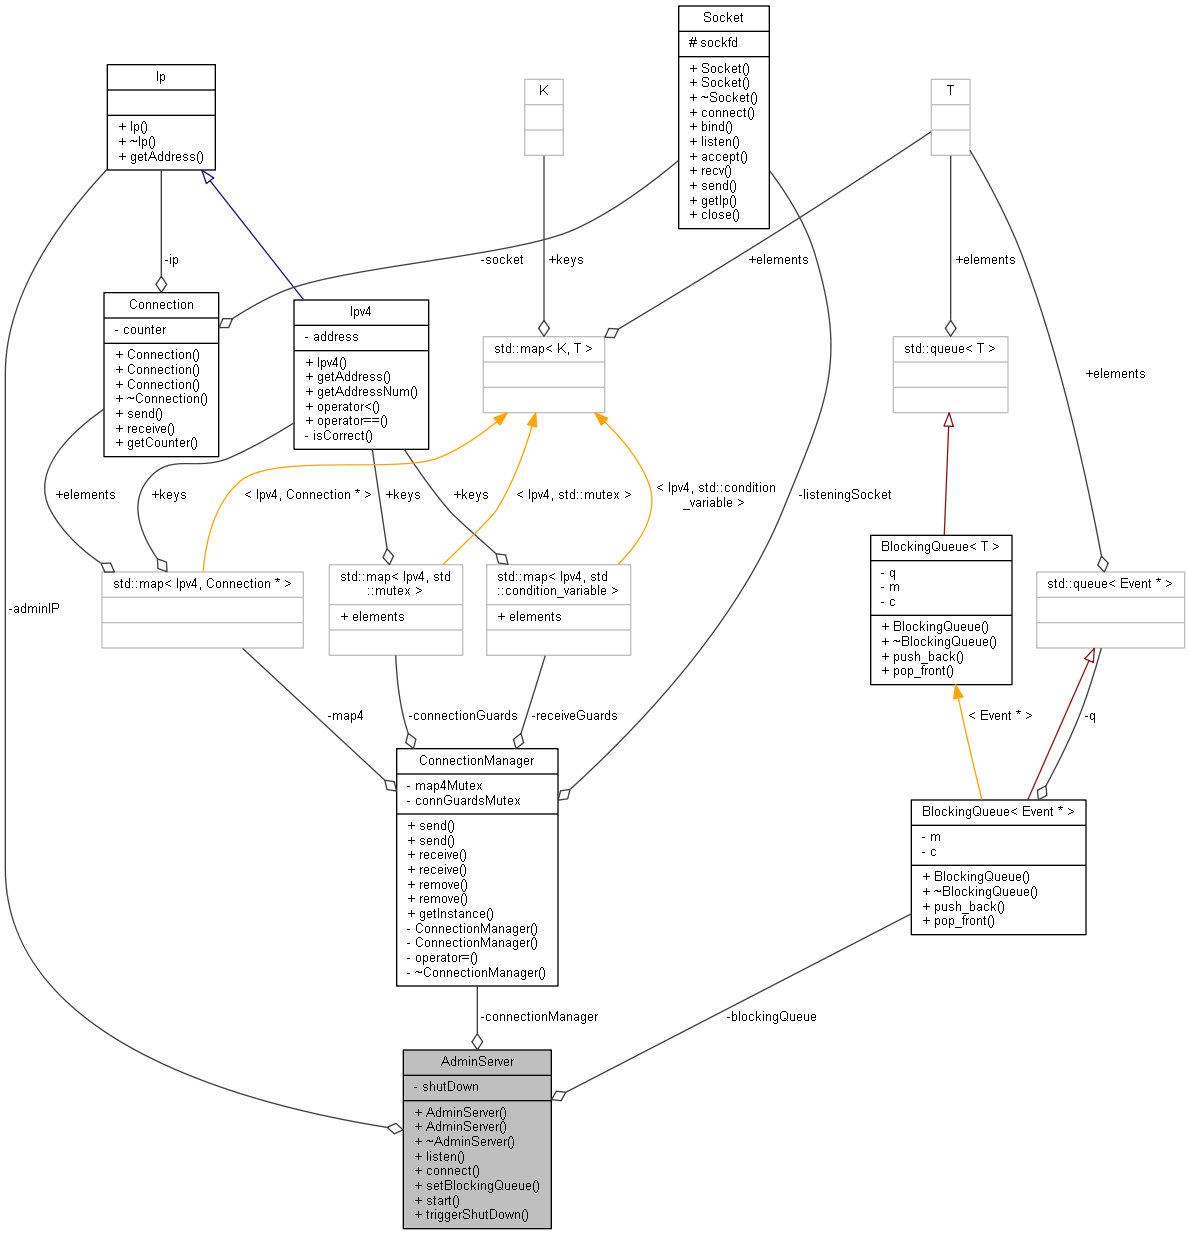 Socket
# sockfd
+ Socket()
+ Socket()
+ ~Socket()
+ connect()
+ bind()
+ listen()
+ accept()
+ recv()
+ send()
+ getIp()
+ close()
Ip
+ Ip()
+ ~Ip()
+ getAddress()
K
T
-ip
-socket
+keys
+elements
+elements
Connection
- counter
+ Connection()
+ Connection()
+ Connection()
+ ~Connection()
+ send()
+ receive()
+ getCounter()
Ipv4
- address
+ Ipv4()
+ getAddress()
+ getAddressNum()
+ operator<()
+ operator==()
- isCorrect()
std::map< K, T >
std::queue< T >
+elements
+elements
+keys
< Ipv4, Connection * >
+keys
+keys
< Ipv4, std::mutex >
< Ipv4, std::condition
_variable >
-listeningSocket
BlockingQueue< T >
- q
- m
- c
+ BlockingQueue()
+ ~BlockingQueue()
+ push_back()
+ pop_front()
std::queue< Event * >
-adminIP
std::map< Ipv4, Connection * >
std::map< Ipv4, std
::mutex >
+ elements
std::map< Ipv4, std
::condition_variable >
+ elements
-map4
-connectionGuards
-receiveGuards
< Event * >
-q
ConnectionManager
- map4Mutex
- connGuardsMutex
+ send()
+ send()
+ receive()
+ receive()
+ remove()
+ remove()
+ getInstance()
- ConnectionManager()
- ConnectionManager()
- operator=()
- ~ConnectionManager()
BlockingQueue< Event * >
- m
- c
+ BlockingQueue()
+ ~BlockingQueue()
+ push_back()
+ pop_front()
-connectionManager
-blockingQueue
AdminServer
- shutDown
+ AdminServer()
+ AdminServer()
+ ~AdminServer()
+ listen()
+ connect()
+ setBlockingQueue()
+ start()
+ triggerShutDown()